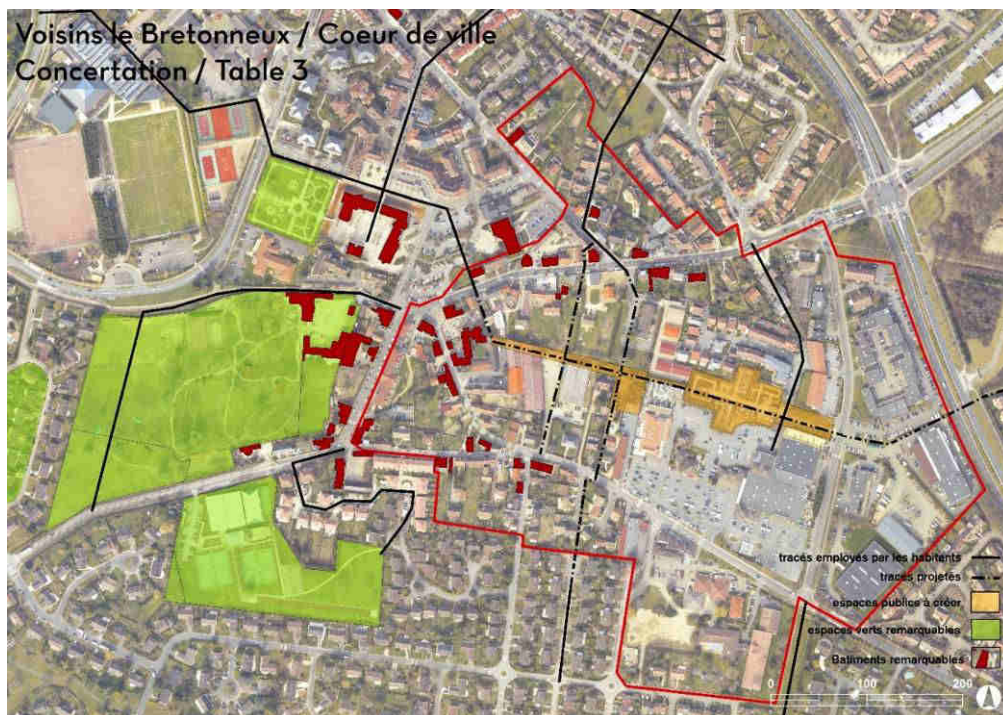 Voisins le Bretonneux / Coeur de ville
Concertation / Table 3
tracés employés par les habitants
tracés projetés
espaces publics à créer
espaces verts remarquables
Batiments remarquables
0 100 200